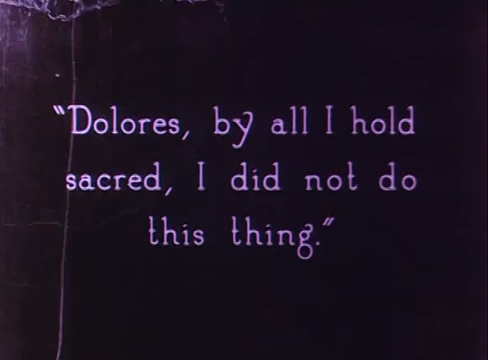 "Dolores, by all I hold
sacred, I did not do
this thing."